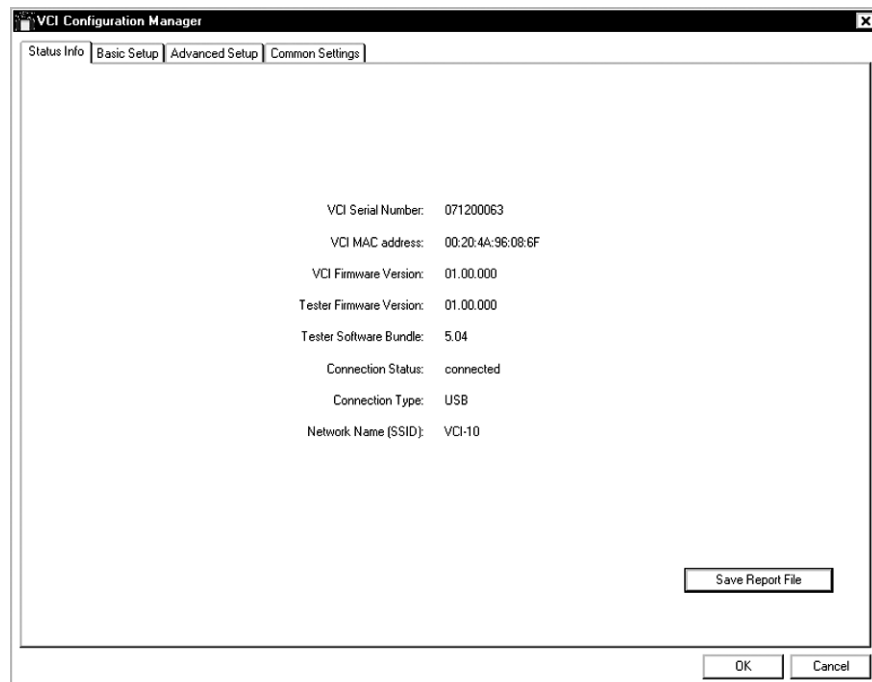 VCI Configuration Manager
Status Info Basic Setup Advanced Setup Common Settings
VCI Serial Number: 071200063
VCI MAC address: 00:20:4A:96:08:6F
VCI Firmware Version: 01.00.000
Tester Firmware Version: 01.00.000
Tester Software Bundle: 5.04
Connection Status: connected
Connection Type: USB
Network Name (SSID): VCI-10
Save Report File
OK Cancel